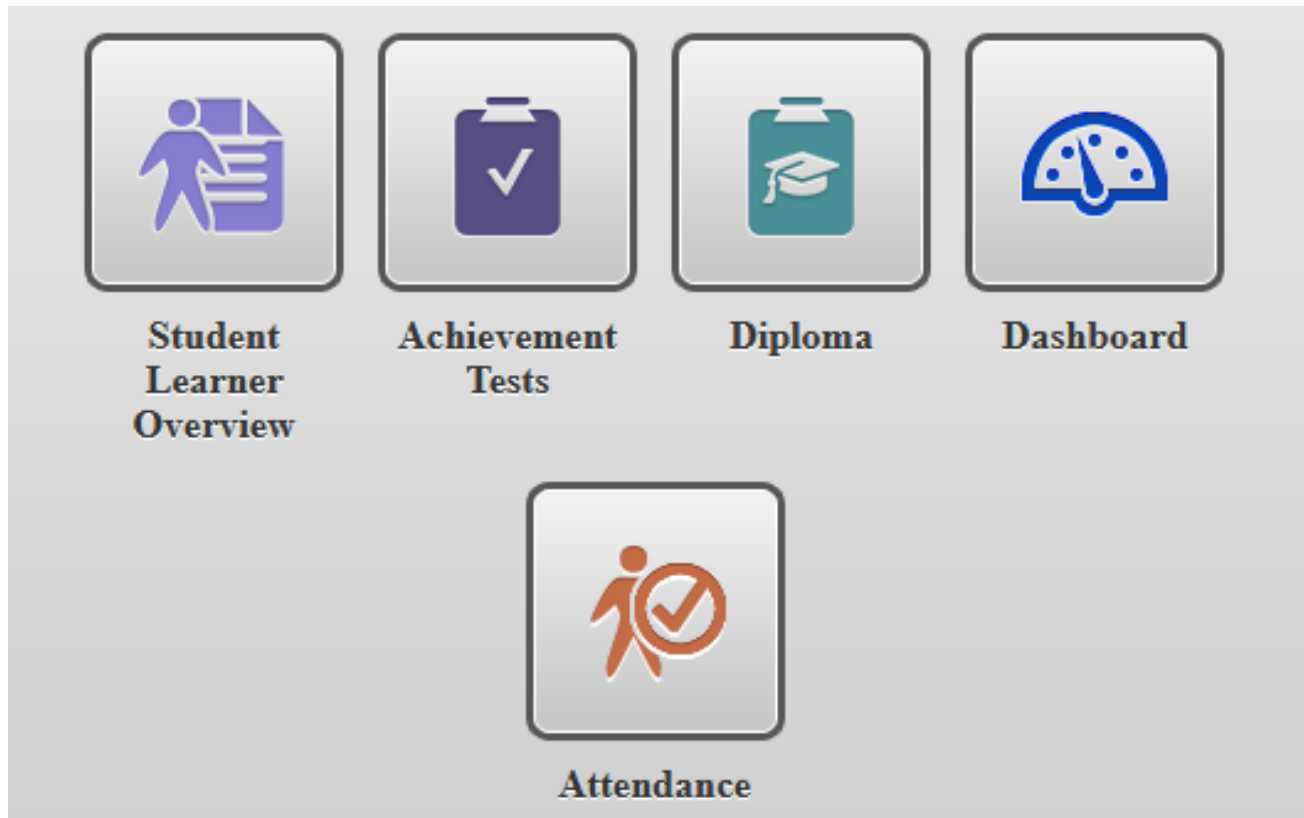 Student
Learner
Overview
Achievement
Tests
Diploma
Dashboard
Attendance